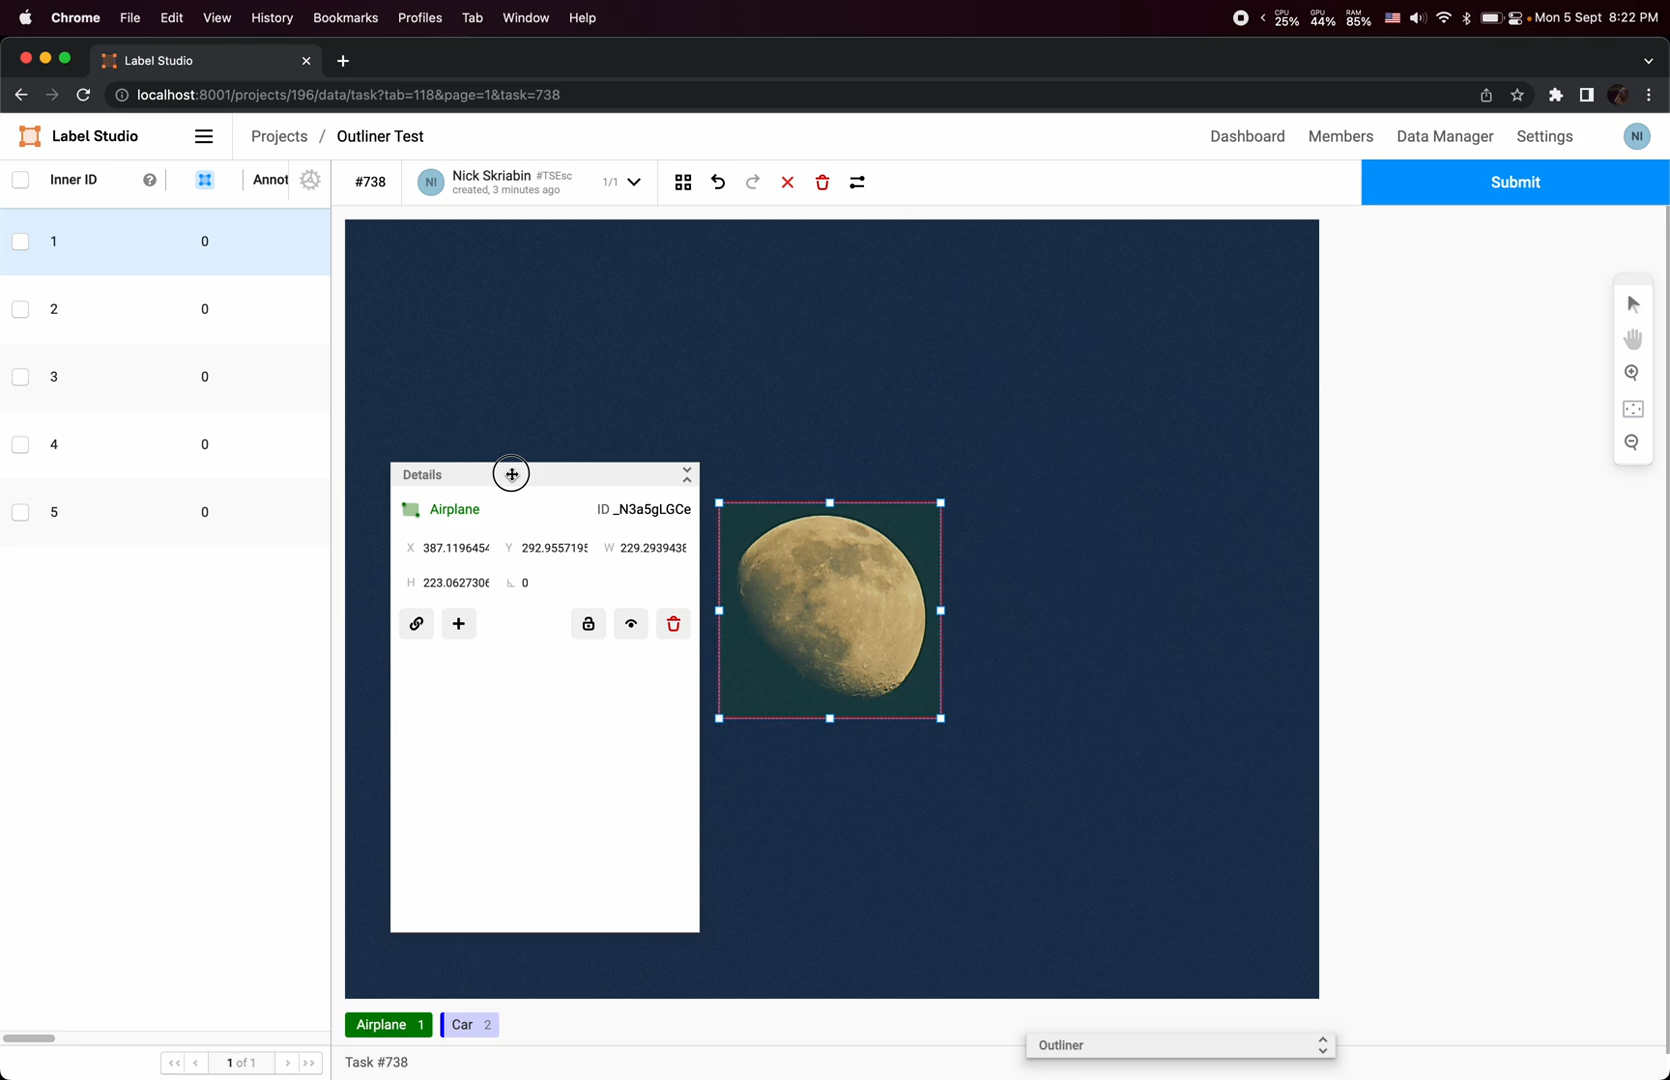 Chrome File Edit View History Bookmarks Profiles Tab Window Help CPU 25% GPU 44% RAM 85% Mon 5 Sept 8:22 PM
Label Studio
localhost:8001/projects/196/data/task?tab=118&page=1&task=738
Label Studio Projects / Outliner Test Dashboard Members Data Manager Settings NI
Inner ID Annot #738 NI Nick Skriabin #TSEsc 1/1 Submit
created, 3 minutes ago
1 0
2 0
3 0
4 0
5 0
Details
Airplane ID _N3a5gLGCe
X 387.1196454 Y 292.9557195 W 229.2939438
H 223.0627306 0
Airplane 1 Car 2
Outliner
1 of 1 Task #738